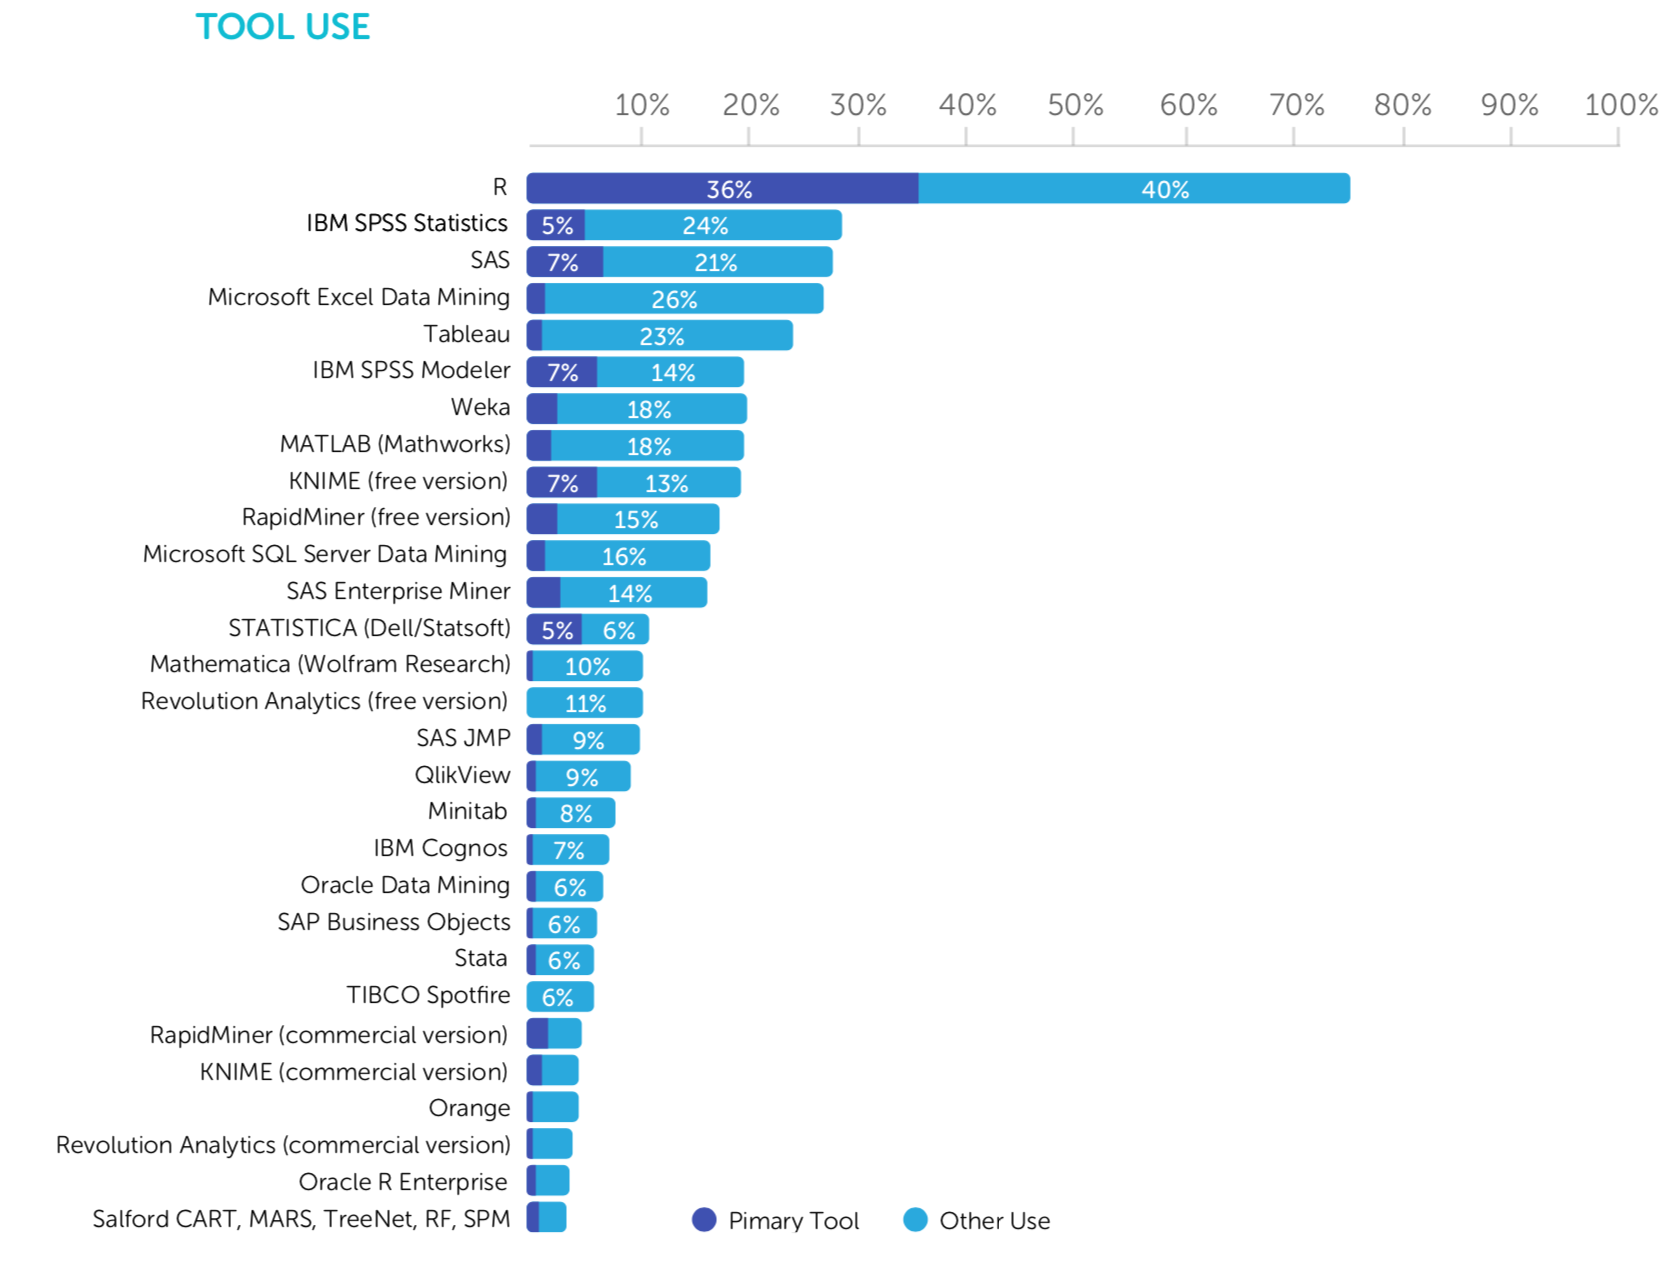 TOOL USE
10% 20% 30% 40% 50% 60% 70% 80% 90% 100%
R 36% 40%
IBM SPSS Statistics 5% 24%
SAS 7% 21%
Microsoft Excel Data Mining 26%
Tableau 23%
IBM SPSS Modeler 7% 14%
Weka 18%
MATLAB (Mathworks) 18%
KNIME (free version) 7% 13%
RapidMiner (free version) 15%
Microsoft SQL Server Data Mining 16%
SAS Enterprise Miner 14%
STATISTICA (Dell/Statsoft) 5% 6%
Mathematica (Wolfram Research) 10%
Revolution Analytics (free version) 11%
SAS JMP 9%
QlikView 9%
Minitab 8%
IBM Cognos 7%
Oracle Data Mining 6%
SAP Business Objects 6%
Stata 6%
TIBCO Spotfire 6%
RapidMiner (commercial version)
KNIME (commercial version)
Orange
Revolution Analytics (commercial version)
Oracle R Enterprise
Salford CART, MARS, TreeNet, RF, SPM
Pimary Tool Other Use